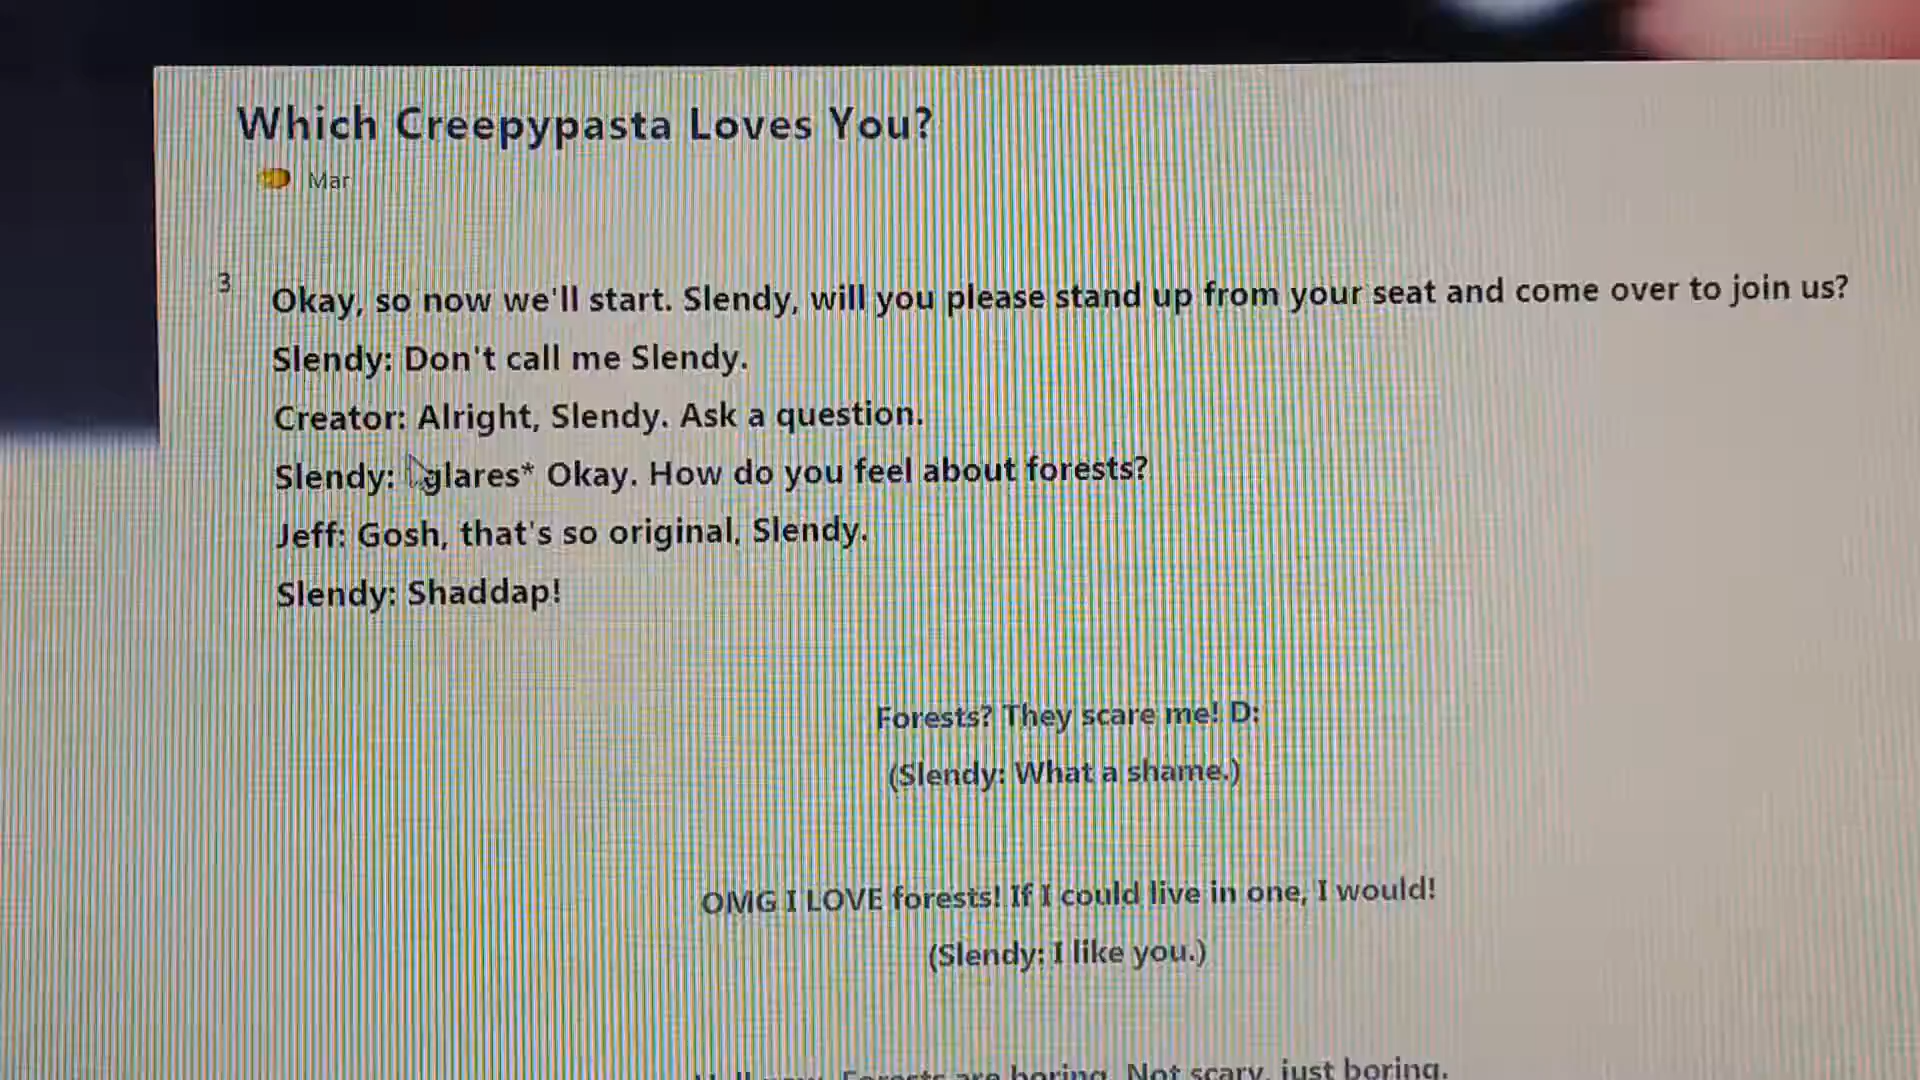 Which Creepypasta Loves You?
Mar
3
Okay, so now we'll start. Slendy, will you please stand up from your seat and come over to join us?
Slendy: Don't call me Slendy.
Creator: Alright, Slendy. Ask a question.
Slendy: glares* Okay. How do you feel about forests?
Jeff: Gosh, that's so original, Slendy.
Slendy: Shaddap!
Forests? They scare me! D:
(Slendy: What a shame.)
OMG I LOVE forests! If I could live in one, I would!
(Slendy: I like you.)
Forests are boring. Not scary, just boring.